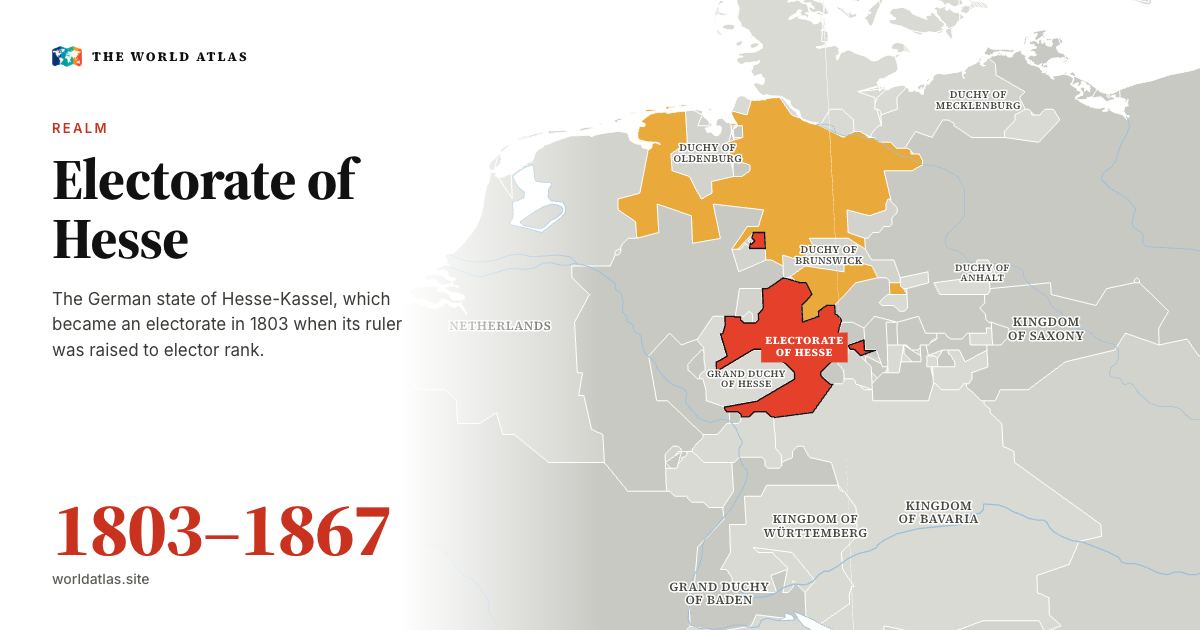 THE WORLD ATLAS
REALM
Electorate of
Hesse
The German state of Hesse-Kassel, which
became an electorate in 1803 when its ruler
was raised to elector rank.
1803–1867
worldatlas.site
DUCHY OF
MECKLENBURG
DUCHY OF
OLDENBURG
DUCHY OF
BRUNSWICK
DUCHY OF
ANHALT
NETHERLANDS
KINGDOM
OF SAXONY
ELECTORATE
OF HESSE
GRAND DUCHY
OF HESSE
KINGDOM OF
WÜRTTEMBERG
KINGDOM
OF BAVARIA
GRAND DUCHY
OF BADEN